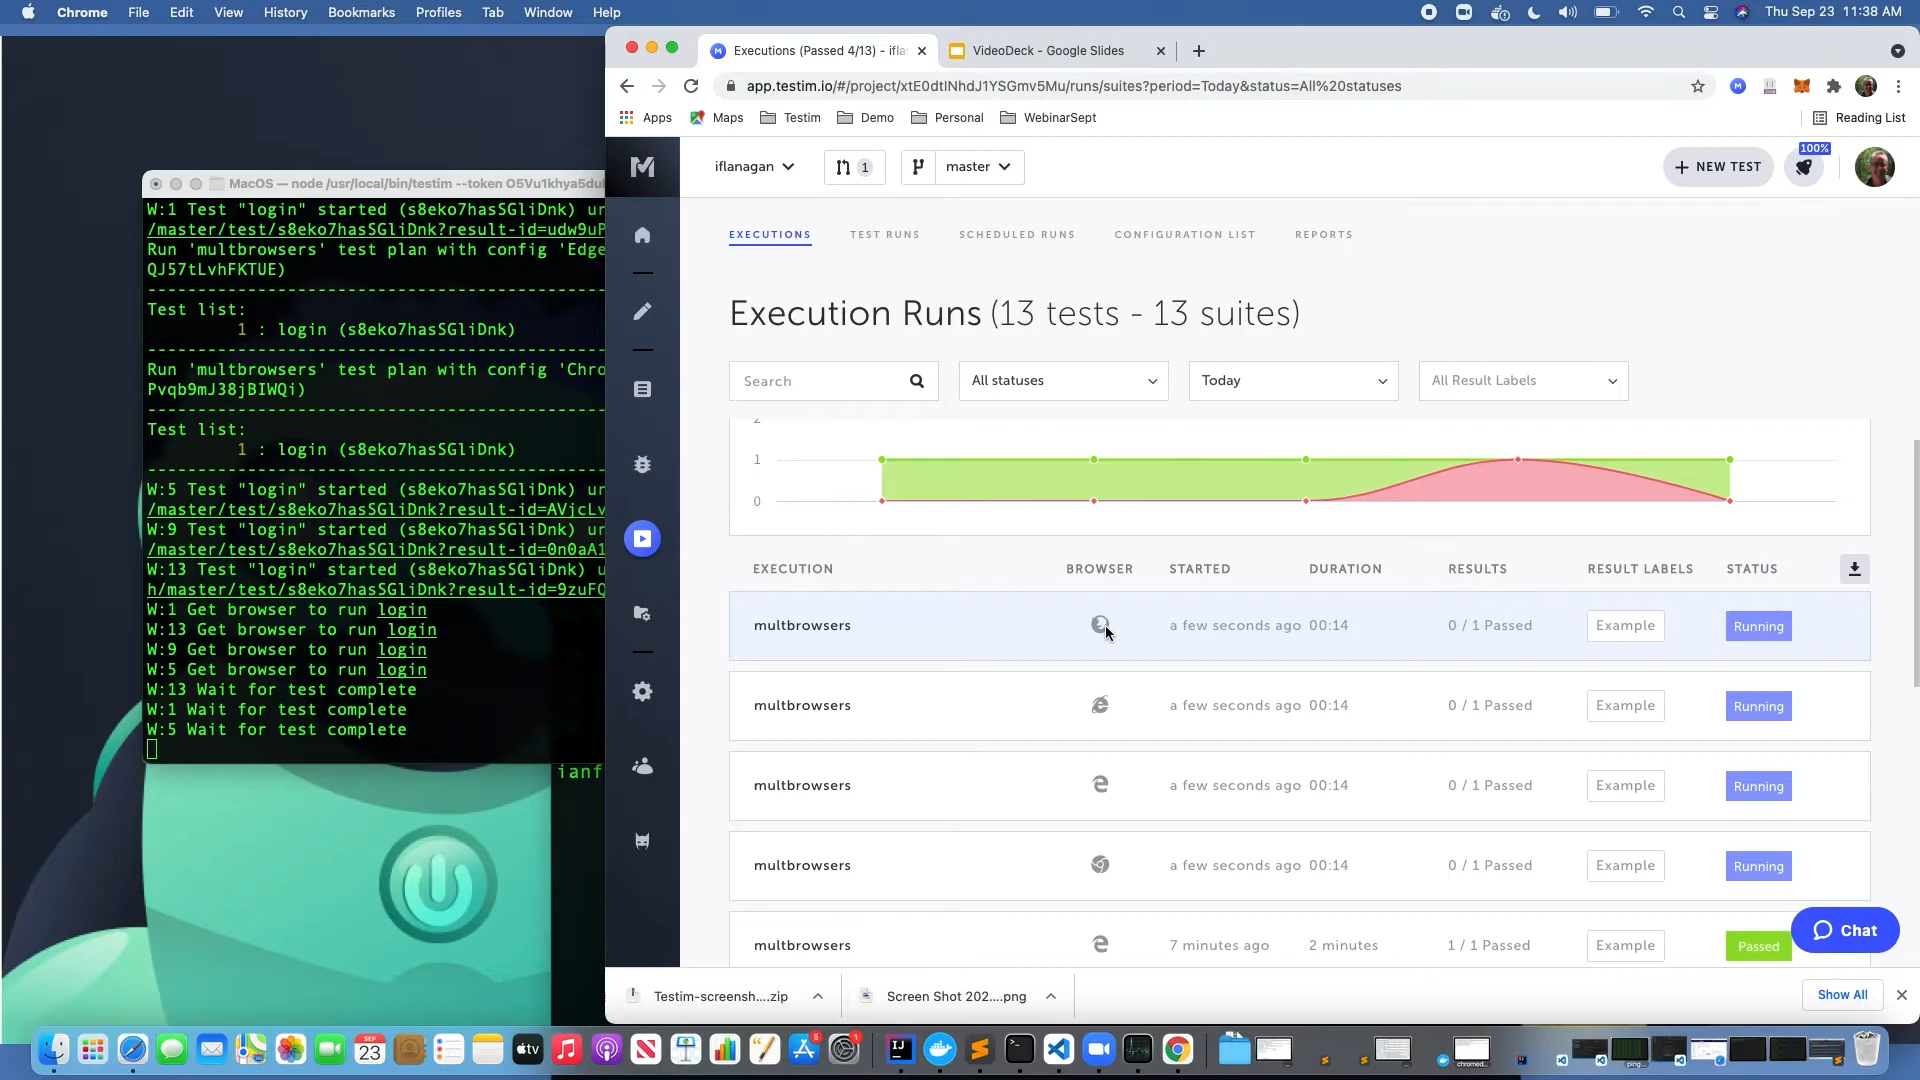 Chrome File Edit View History Bookmarks Profiles Tab Window Help
Thu Sep 23 11:38 AM
Executions (Passed 4/13) - ifla
VideoDeck - Google Slides
app.testim.io/#/project/xtE0dtlNhdJ1YSGmv5Mu/runs/suites?period=Today&status=All%20statuses
Apps Maps Testim Demo Personal WebinarSept Reading List
iflanagan 1 master
NEW TEST
100%
EXECUTIONS TEST RUNS SCHEDULED RUNS CONFIGURATION LIST REPORTS
Execution Runs (13 tests - 13 suites)
Search All statuses Today All Result Labels
2
1
0
EXECUTION BROWSER STARTED DURATION RESULTS RESULT LABELS STATUS
multbrowsers a few seconds ago 00:14 0 / 1 Passed Example Running
multbrowsers a few seconds ago 00:14 0 / 1 Passed Example Running
multbrowsers a few seconds ago 00:14 0 / 1 Passed Example Running
multbrowsers a few seconds ago 00:14 0 / 1 Passed Example Running
multbrowsers 7 minutes ago 2 minutes 1 / 1 Passed Example Passed
Chat
Testim-screensh....zip
Screen Shot 202....png
Show All
MacOS — node /usr/local/bin/testim --token O5Vu1khya5dul
W:1 Test "login" started (s8eko7hasSGliDnk) ur
/master/test/s8eko7hasSGliDnk?result-id=udw9uP
Run 'multbrowsers' test plan with config 'Edge
QJ57tLvhFKTUE)
Test list:
1 : login (s8eko7hasSGliDnk)
Run 'multbrowsers' test plan with config 'Chro
Pvqb9mJ38jBIWQi)
Test list:
1 : login (s8eko7hasSGliDnk)
W:5 Test "login" started (s8eko7hasSGliDnk) ur
/master/test/s8eko7hasSGliDnk?result-id=AVjcLv
W:9 Test "login" started (s8eko7hasSGliDnk) ur
/master/test/s8eko7hasSGliDnk?result-id=0n0aA1
W:13 Test "login" started (s8eko7hasSGliDnk) u
h/master/test/s8eko7hasSGliDnk?result-id=9zuFQ
W:1 Get browser to run login
W:13 Get browser to run login
W:9 Get browser to run login
W:5 Get browser to run login
W:13 Wait for test complete
W:1 Wait for test complete
W:5 Wait for test complete
ianf
SEP
23
tv
5
1
IJ